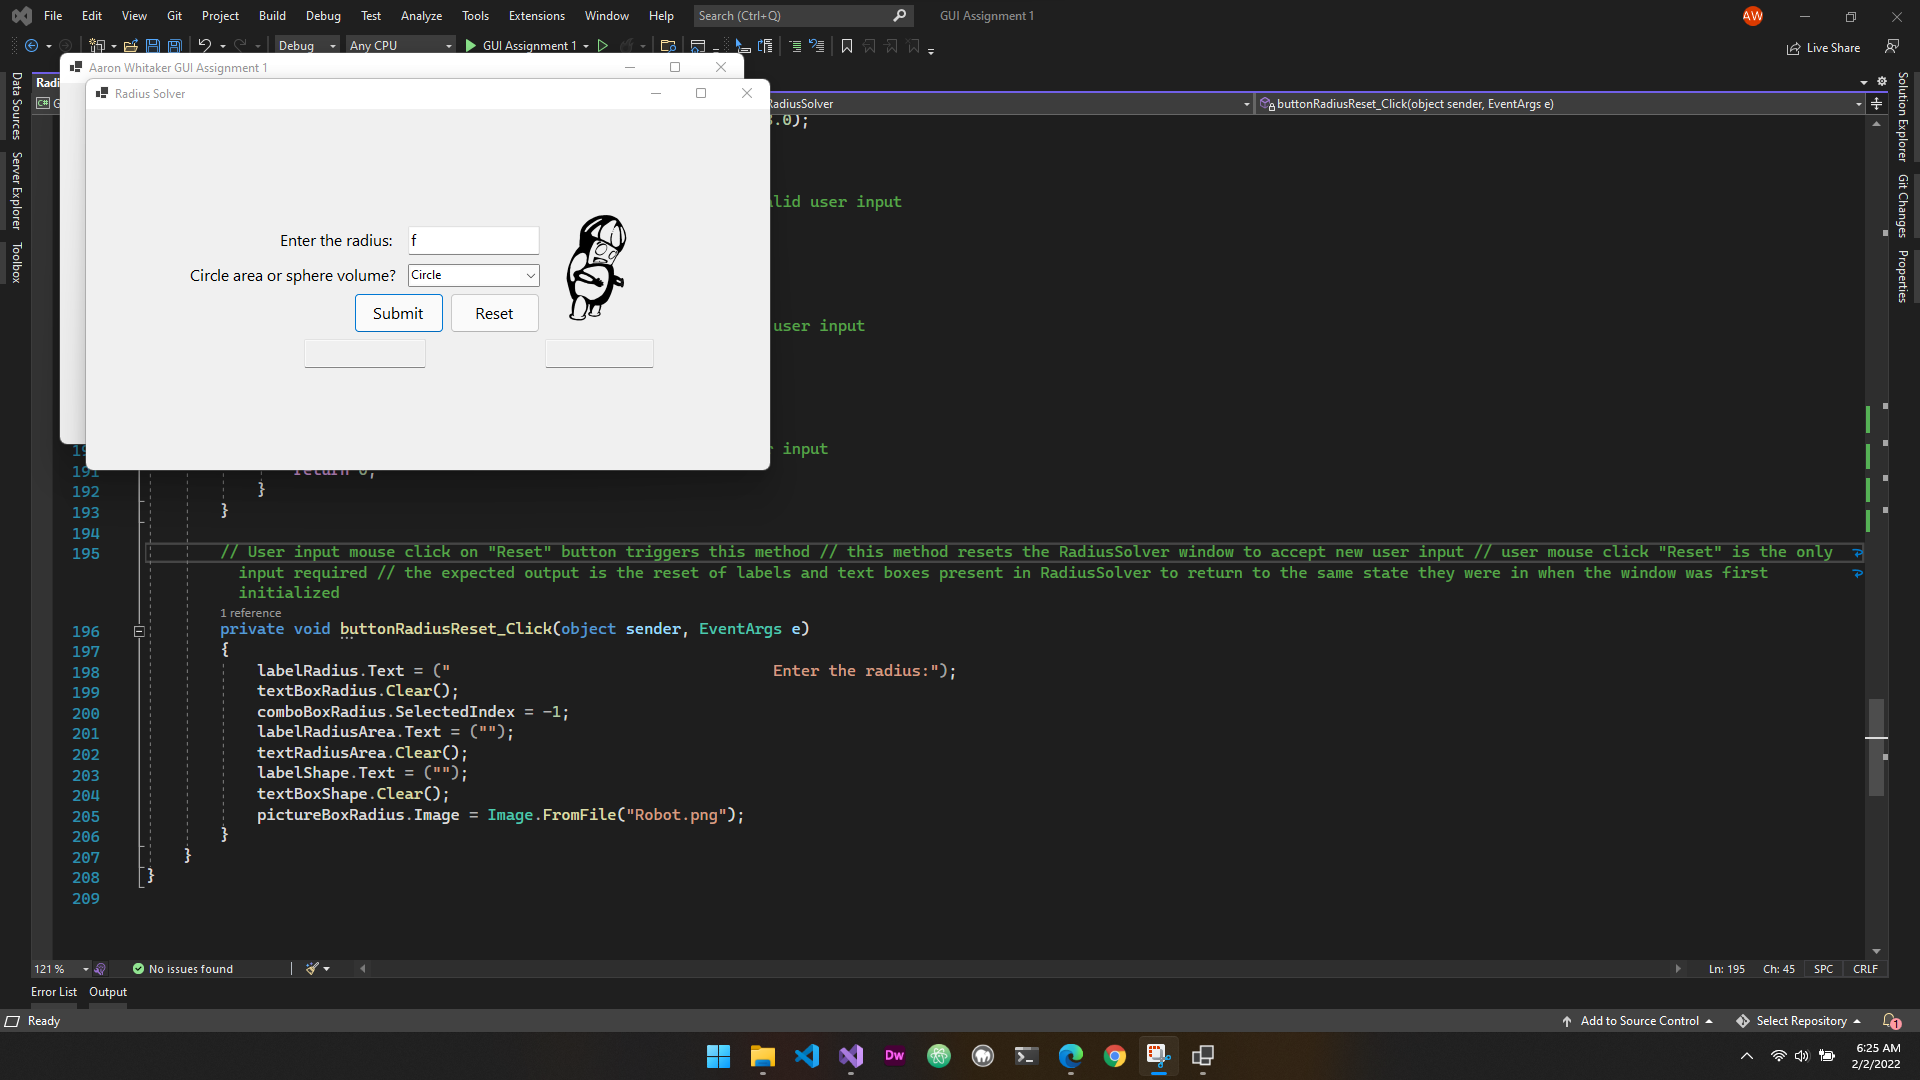 File Edit View Git Project Build Debug Test Analyze Tools Extensions Window Help Search (Ctrl+Q) GUI Assignment 1 AW
Debug Any CPU GUI Assignment 1 Live Share
Aaron Whitaker GUI Assignment 1
Radi
Radius Solver
C# G
RadiusSolver buttonRadiusReset_Click(object sender, EventArgs e)
.0);
lid user input
Enter the radius: f
Circle area or sphere volume? Circle
Submit Reset
user input
input
191 return
192 }
193 }
194
195 // User input mouse click on "Reset" button triggers this method // this method resets the RadiusSolver window to accept new user input // user mouse click "Reset" is the only
input required // the expected output is the reset of labels and text boxes present in RadiusSolver to return to the same state they were in when the window was first
initialized
1 reference
196 private void buttonRadiusReset_Click(object sender, EventArgs e)
197 {
198 labelRadius.Text = ("                                   Enter the radius:");
199 textBoxRadius.Clear();
200 comboBoxRadius.SelectedIndex = -1;
201 labelRadiusArea.Text = ("");
202 textRadiusArea.Clear();
203 labelShape.Text = ("");
204 textBoxShape.Clear();
205 pictureBoxRadius.Image = Image.FromFile("Robot.png");
206 }
207 }
208 }
209
Data Sources
Server Explorer
Toolbox
Solution Explorer
Git Changes
Properties
121 % No issues found Ln: 195 Ch: 45 SPC CRLF
Error List Output
Ready Add to Source Control Select Repository 1
Dw
6:25 AM
2/2/2022